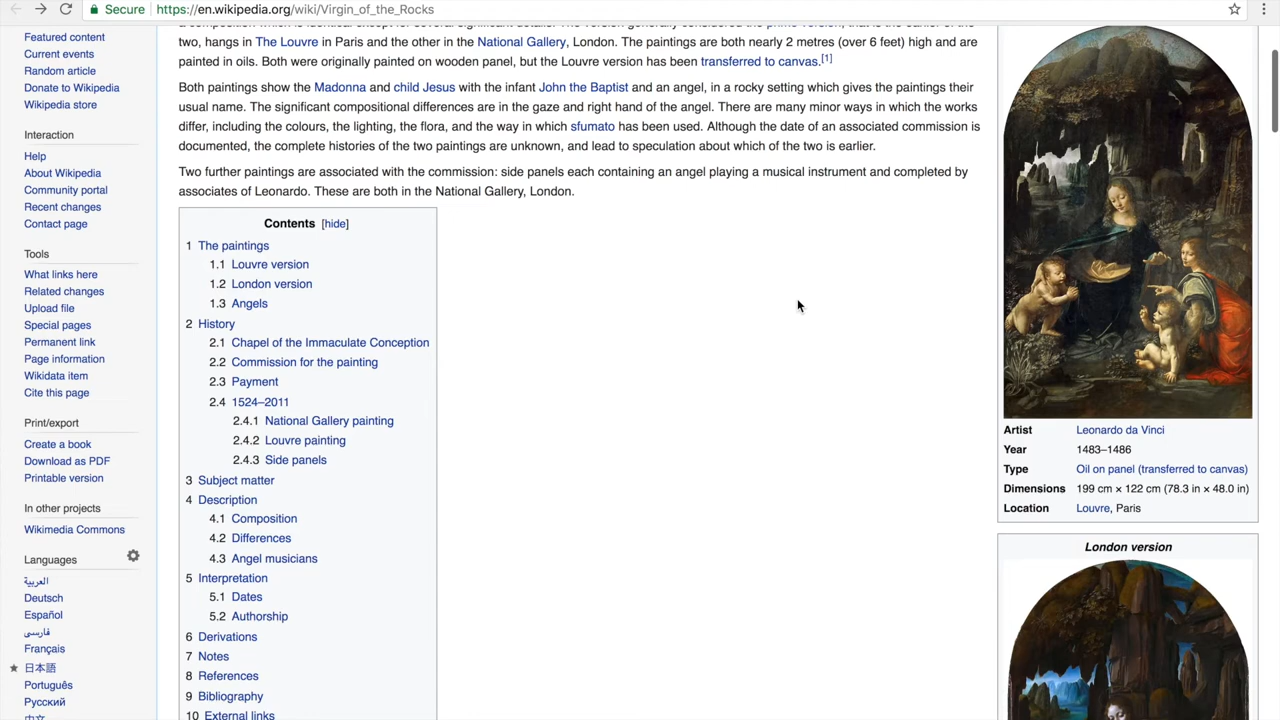 Secure https://en.wikipedia.org/wiki/Virgin_of_the_Rocks
Featured content
Current events
Random article
Donate to Wikipedia
Wikipedia store
Interaction
Help
About Wikipedia
Community portal
Recent changes
Contact page
Tools
What links here
Related changes
Upload file
Special pages
Permanent link
Page information
Wikidata item
Cite this page
Print/export
Create a book
Download as PDF
Printable version
In other projects
Wikimedia Commons
Languages
العربية
Deutsch
Español
فارسی
Français
日本語
Português
Русский
two, hangs in The Louvre in Paris and the other in the National Gallery, London. The paintings are both nearly 2 metres (over 6 feet) high and are
painted in oils. Both were originally painted on wooden panel, but the Louvre version has been transferred to canvas.[1]
Both paintings show the Madonna and child Jesus with the infant John the Baptist and an angel, in a rocky setting which gives the paintings their
usual name. The significant compositional differences are in the gaze and right hand of the angel. There are many minor ways in which the works
differ, including the colours, the lighting, the flora, and the way in which sfumato has been used. Although the date of an associated commission is
documented, the complete histories of the two paintings are unknown, and lead to speculation about which of the two is earlier.
Two further paintings are associated with the commission: side panels each containing an angel playing a musical instrument and completed by
associates of Leonardo. These are both in the National Gallery, London.
Contents [hide]
1 The paintings
1.1 Louvre version
1.2 London version
1.3 Angels
2 History
2.1 Chapel of the Immaculate Conception
2.2 Commission for the painting
2.3 Payment
2.4 1524–2011
2.4.1 National Gallery painting
2.4.2 Louvre painting
2.4.3 Side panels
3 Subject matter
4 Description
4.1 Composition
4.2 Differences
4.3 Angel musicians
5 Interpretation
5.1 Dates
5.2 Authorship
6 Derivations
7 Notes
8 References
9 Bibliography
10 External links
Artist Leonardo da Vinci
Year 1483–1486
Type Oil on panel (transferred to canvas)
Dimensions 199 cm × 122 cm (78.3 in × 48.0 in)
Location Louvre, Paris
London version